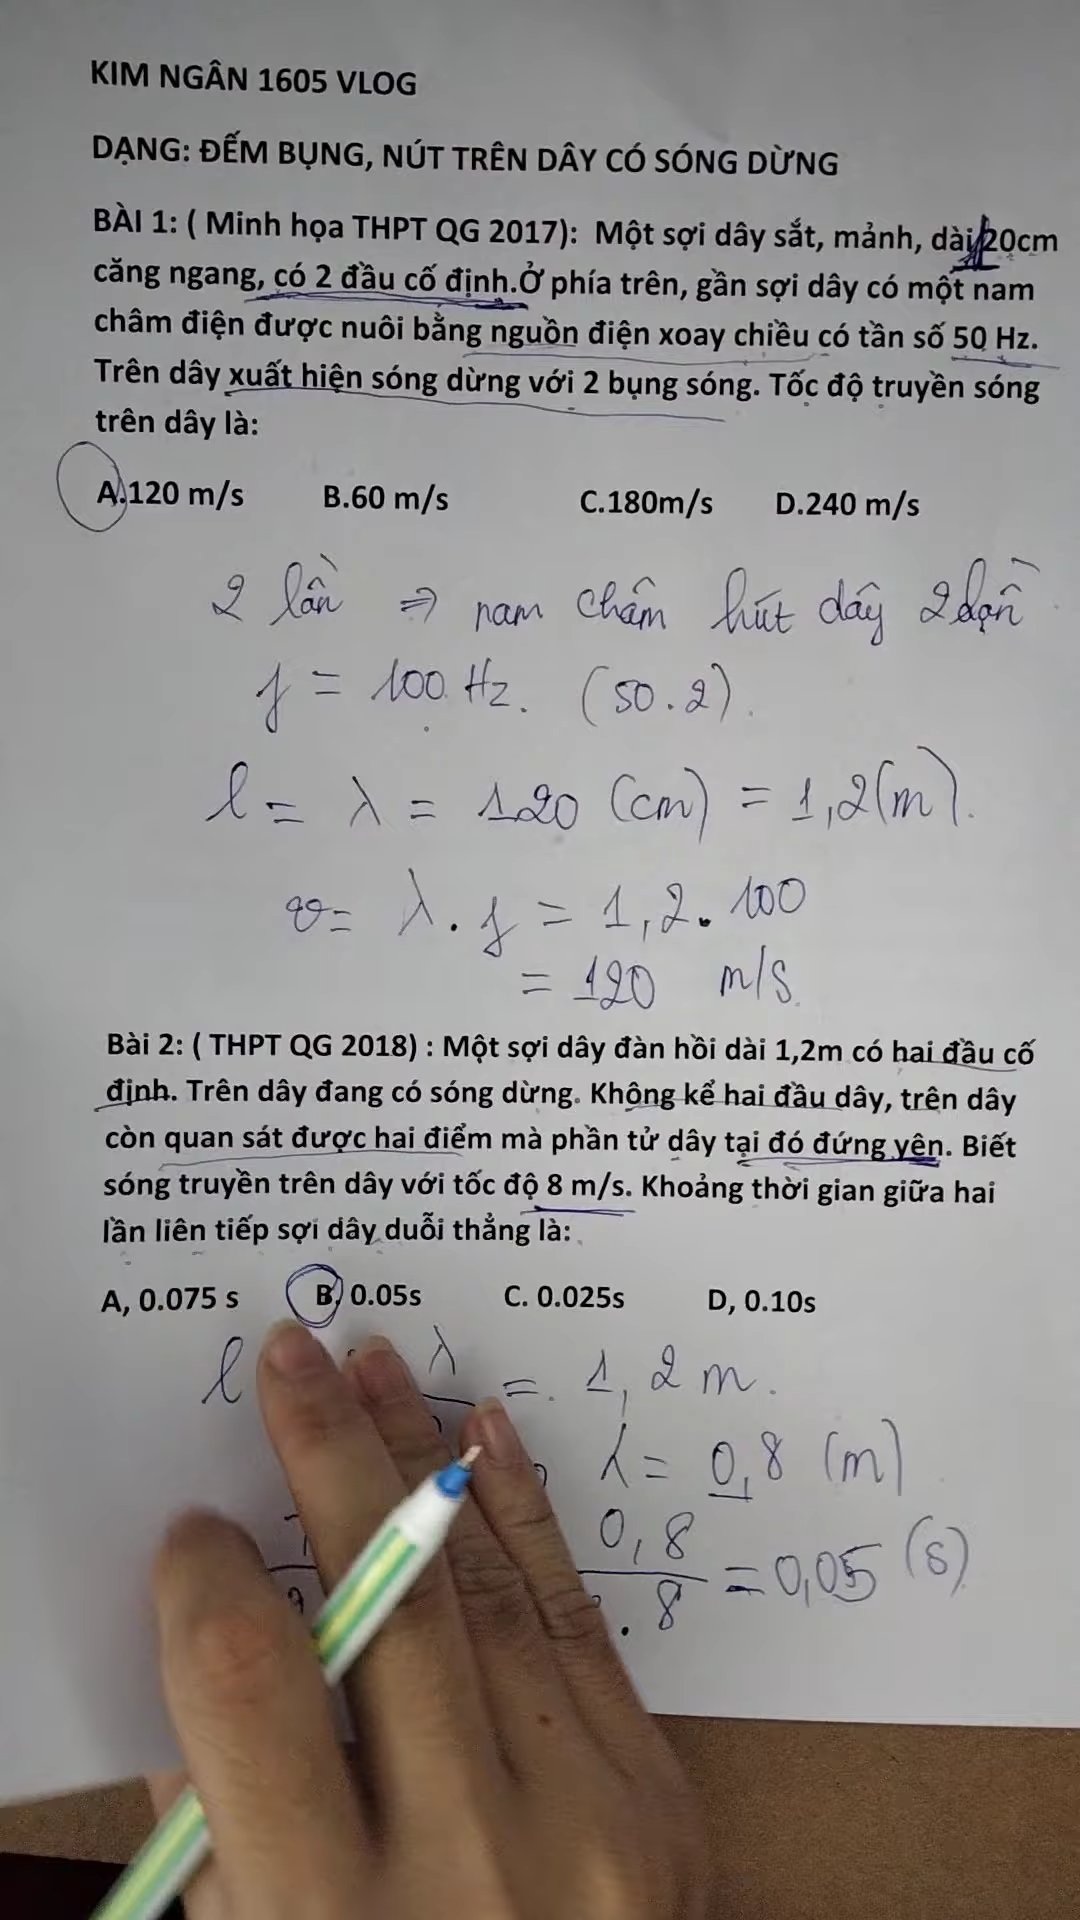 KIM NGÂN 1605 VLOG
DẠNG: ĐẾM BỤNG, NÚT TRÊN DÂY CÓ SÓNG DỪNG
BÀI 1: ( Minh họa THPT QG 2017): Một sợi dây sắt, mảnh, dài 120cm
căng ngang, có 2 đầu cố định.Ở phía trên, gần sợi dây có một nam
châm điện được nuôi bằng nguồn điện xoay chiều có tần số 50 Hz.
Trên dây xuất hiện sóng dừng với 2 bụng sóng. Tốc độ truyền sóng
trên dây là:
A.120 m/s B.60 m/s C.180m/s D.240 m/s
2 lần ⇒ nam châm hút dây 2 lần
f = 100 Hz. (50.2).
l = λ = 120 (cm) = 1,2(m).
v = λ . f = 1,2. 100
= 120 m/s.
Bài 2: ( THPT QG 2018) : Một sợi dây đàn hồi dài 1,2m có hai đầu cố
định. Trên dây đang có sóng dừng. Không kể hai đầu dây, trên dây
còn quan sát được hai điểm mà phần tử dây tại đó đứng yên. Biết
sóng truyền trên dây với tốc độ 8 m/s. Khoảng thời gian giữa hai
lần liên tiếp sợi dây duỗi thẳng là:
A, 0.075 s B, 0.05s C. 0.025s D, 0.10s
l λ = 1,2 m.
λ = 0,8 (m)
0,8
. 8 = 0,05 (s)